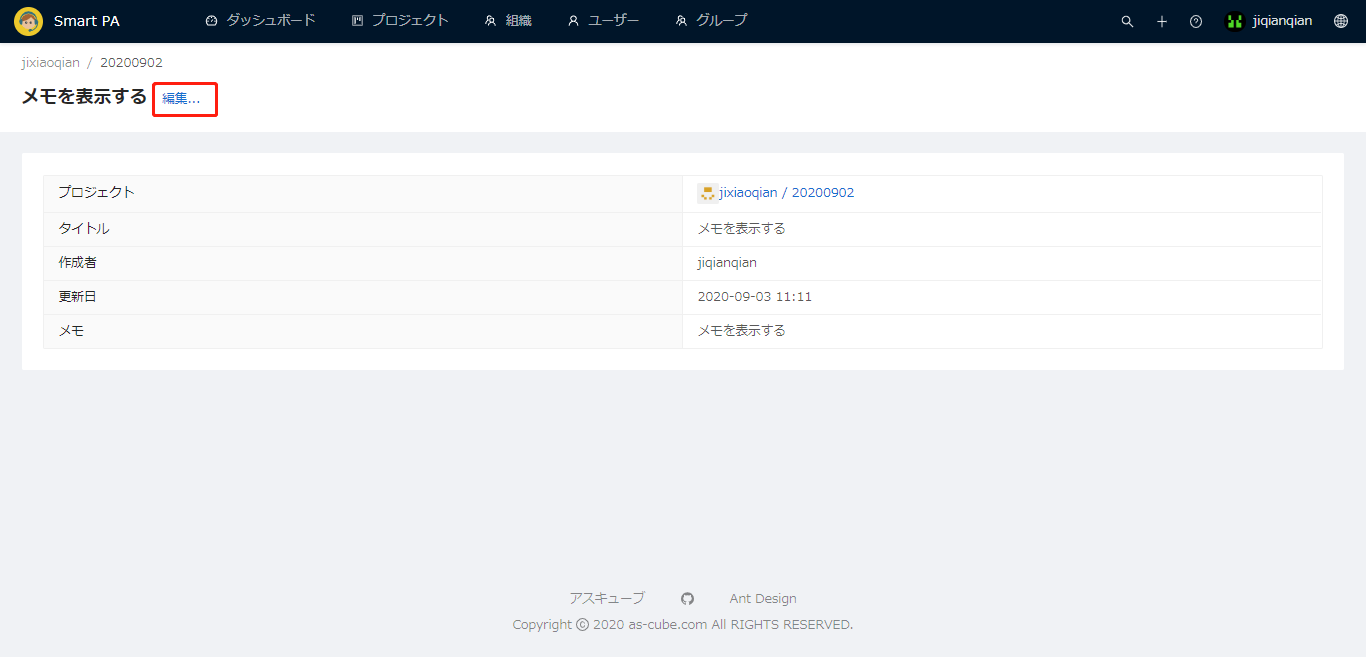 Smart PA ダッシュボード プロジェクト 組織 ユーザー グループ jiqianqian
jixiaoqian / 20200902
メモを表示する 編集...
プロジェクト jixiaoqian / 20200902
タイトル メモを表示する
作成者 jiqianqian
更新日 2020-09-03 11:11
メモ メモを表示する
アスキューブ Ant Design
Copyright © 2020 as-cube.com All RIGHTS RESERVED.